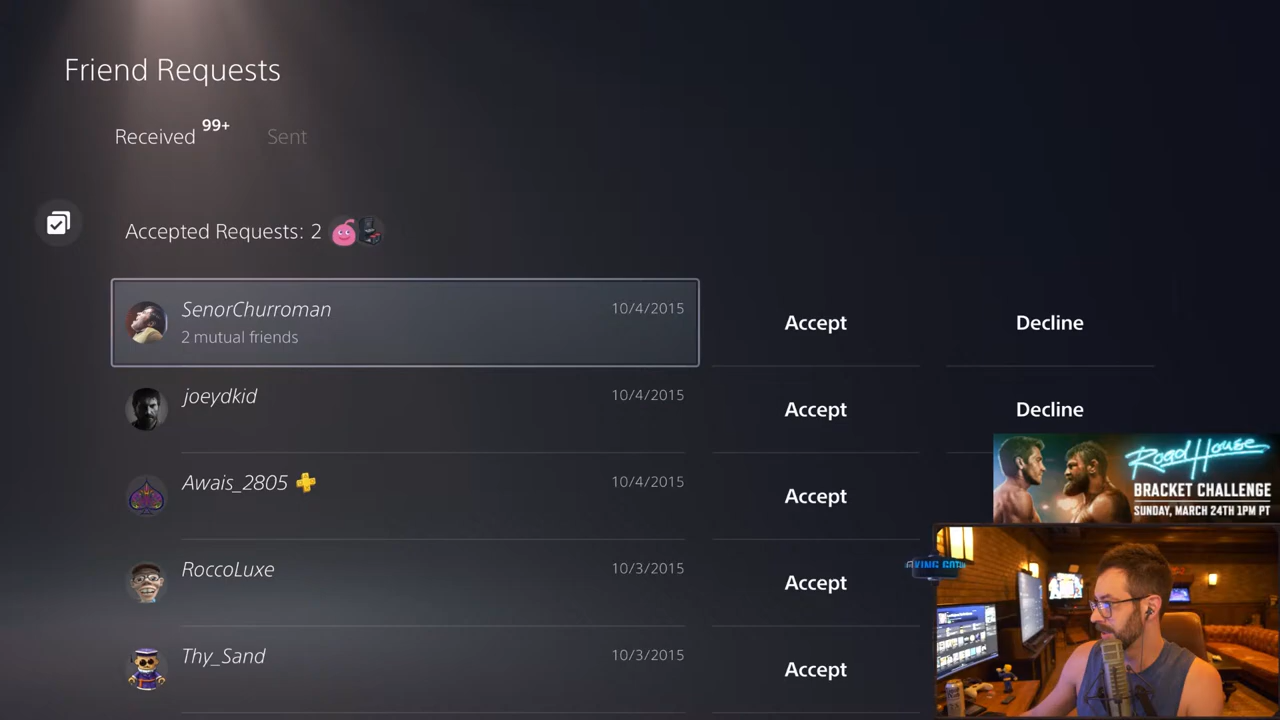 Friend Requests
Received 99+ Sent
Accepted Requests: 2
SenorChurroman 10/4/2015 Accept Decline
2 mutual friends
joeydkid 10/4/2015 Accept Decline
Awais_2805 10/4/2015 Accept
Road House
BRACKET CHALLENGE
SUNDAY, MARCH 24TH 1PM PT
RoccoLuxe 10/3/2015 Accept
Thy_Sand 10/3/2015 Accept